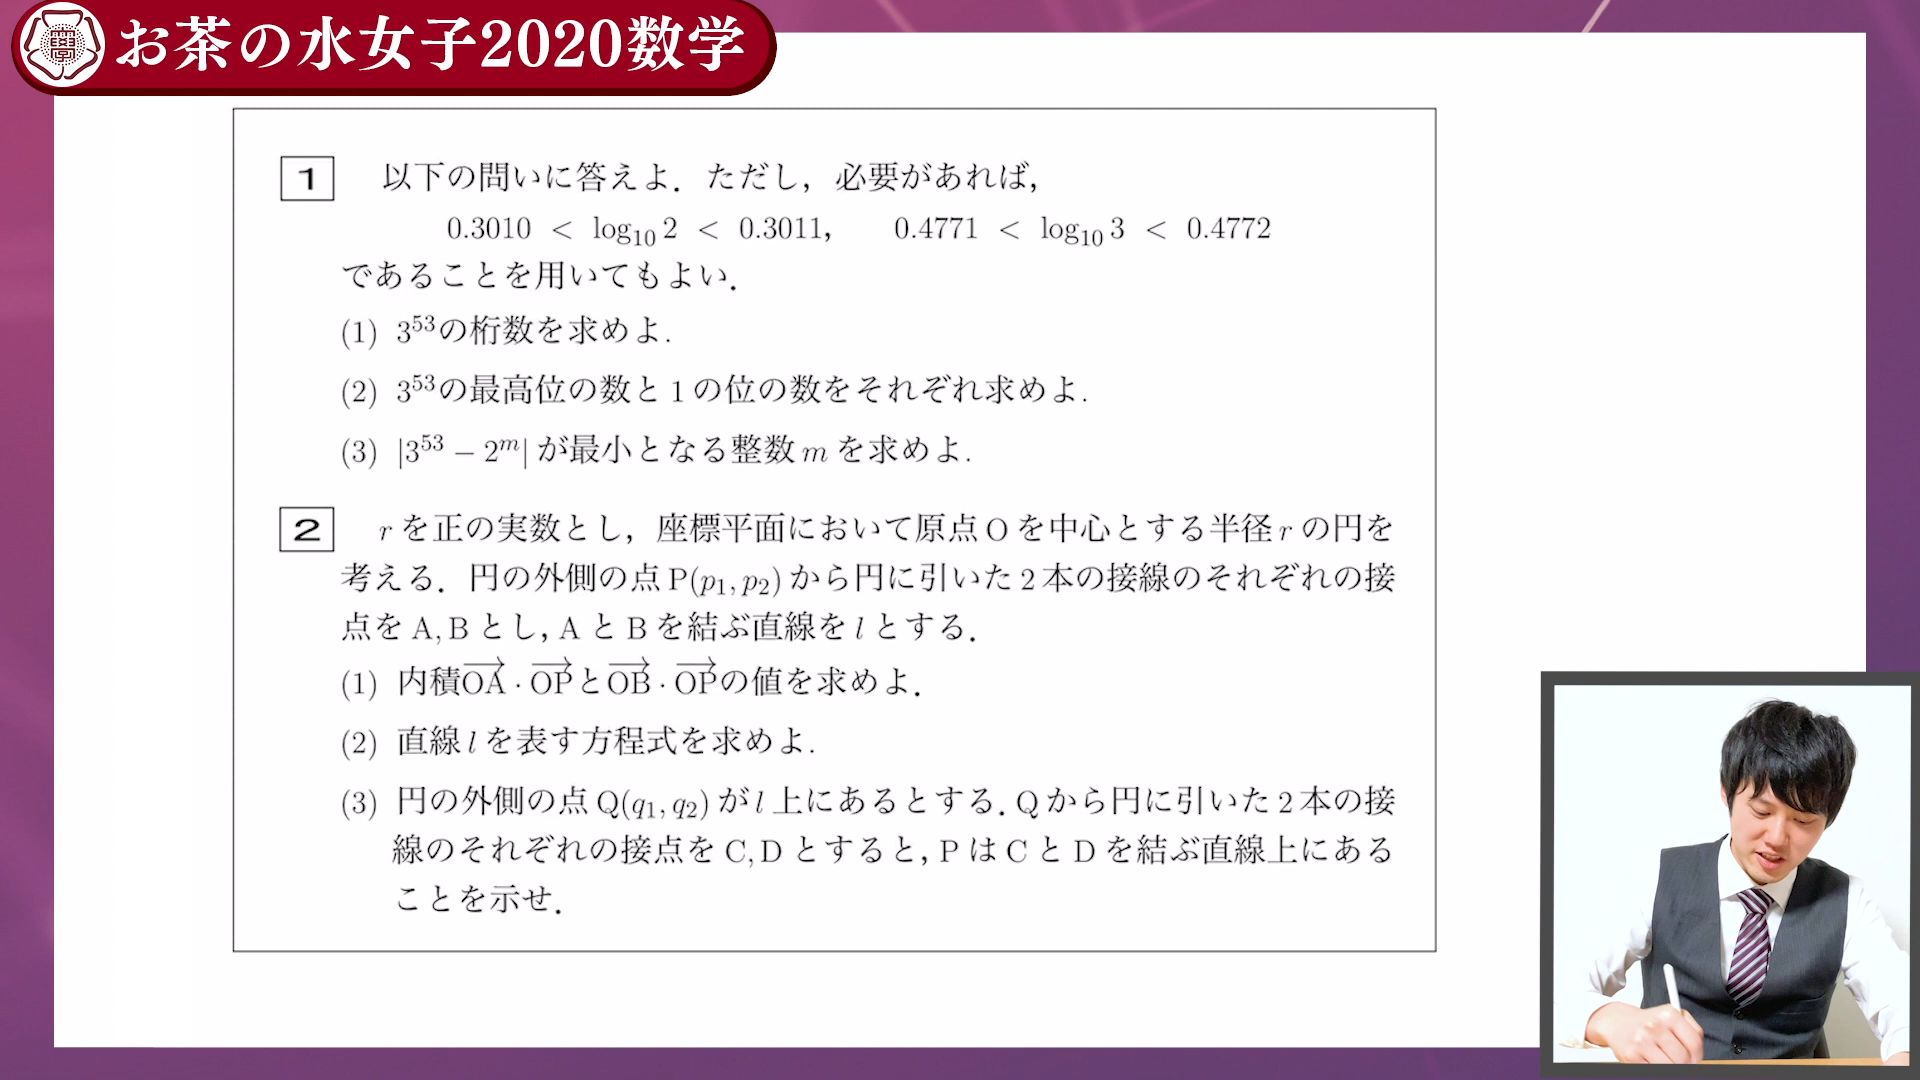 お茶の水女子2020数学
1 以下の問いに答えよ．ただし，必要があれば，
0.3010 < log₁₀ 2 < 0.3011, 0.4771 < log₁₀ 3 < 0.4772
であることを用いてもよい．
(1) 3⁵³の桁数を求めよ．
(2) 3⁵³の最高位の数と1の位の数をそれぞれ求めよ．
(3) |3⁵³ − 2ᵐ| が最小となる整数 m を求めよ．
2 r を正の実数とし，座標平面において原点 O を中心とする半径 r の円を
考える．円の外側の点 P(p₁, p₂) から円に引いた 2 本の接線のそれぞれの接
点を A, B とし, A と B を結ぶ直線を l とする．
(1) 内積 $\overrightarrow{OA}\cdot\overrightarrow{OP}$ と $\overrightarrow{OB}\cdot\overrightarrow{OP}$ の値を求めよ．
(2) 直線 l を表す方程式を求めよ．
(3) 円の外側の点 Q(q₁, q₂) が l 上にあるとする．Q から円に引いた 2 本の接
線のそれぞれの接点を C, D とすると, P は C と D を結ぶ直線上にある
ことを示せ．